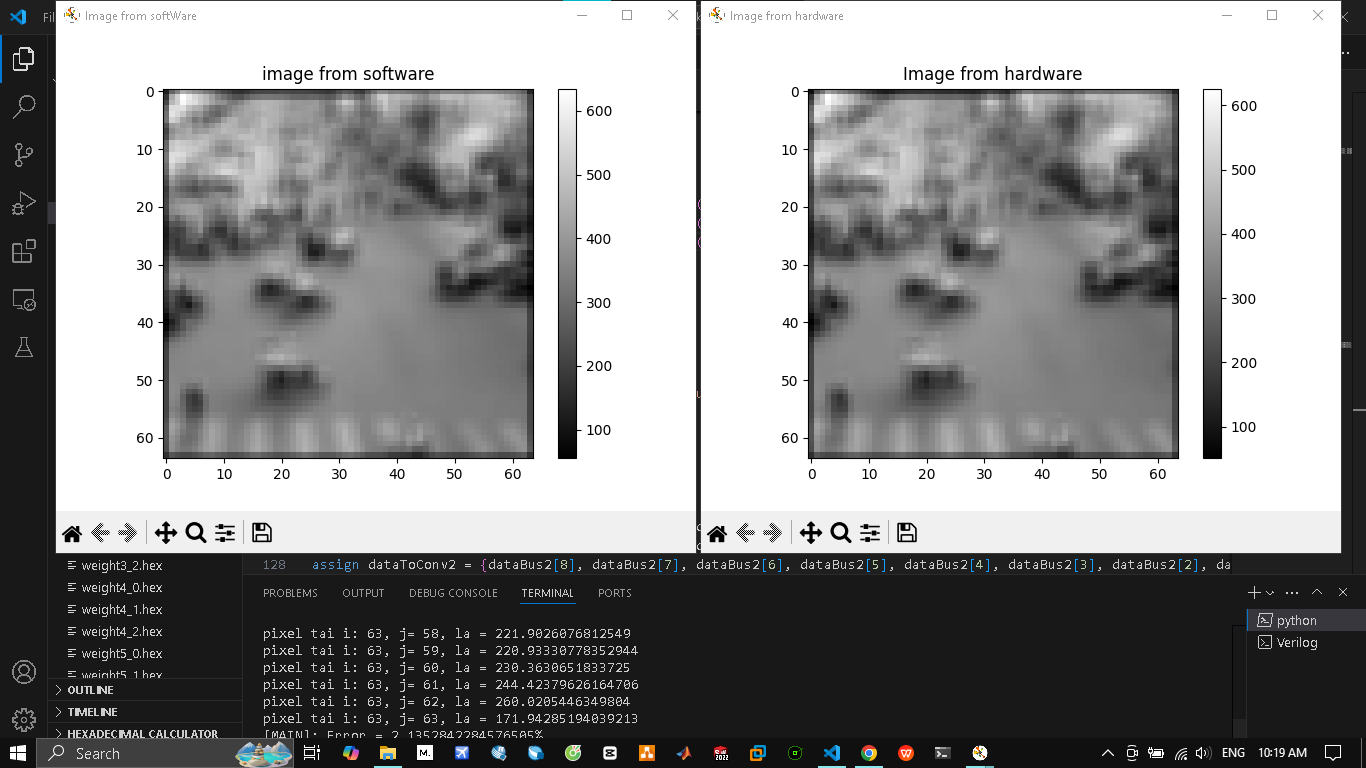 Fil
Image from softWare
image from software
0
10
20
30
40
50
60
0
10
20
30
40
50
60
600
500
400
300
200
100
Image from hardware
Image from hardware
0
10
20
30
40
50
60
0
10
20
30
40
50
60
600
500
400
300
200
100
weight3_2.hex
weight4_0.hex
weight4_1.hex
weight4_2.hex
weight5_0.hex
weight5_1.hex
OUTLINE
TIMELINE
HEXADECIMAL CALCULATOR
128 assign dataToConv2 = {dataBus2[8], dataBus2[7], dataBus2[6], dataBus2[5], dataBus2[4], dataBus2[3], dataBus2[2], da
PROBLEMS OUTPUT DEBUG CONSOLE TERMINAL PORTS
pixel tai i: 63, j= 58, la = 221.9026076812549
pixel tai i: 63, j= 59, la = 220.93330778352944
pixel tai i: 63, j= 60, la = 230.3630651833725
pixel tai i: 63, j= 61, la = 244.42379626164706
pixel tai i: 63, j= 62, la = 260.0205446349804
pixel tai i: 63, j= 63, la = 171.94285194039213
[MAIN]: Error = 2.1352842284576505%
python
Verilog
Search
M.
2022
ENG
10:19 AM